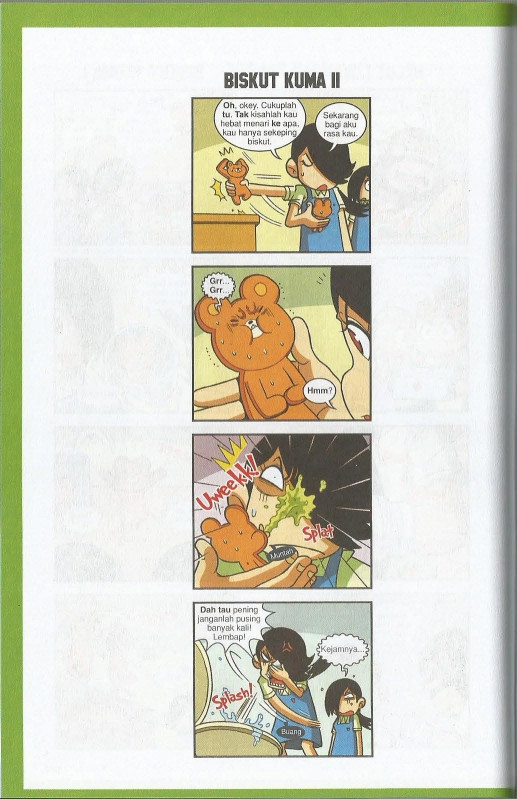 BISKUT KUMA II
Oh, okey. Cukuplah
tu. Tak kisahlah kau
hebat menari ke apa,
kau hanya sekeping
biskut.
Sekarang
bagi aku
rasa kau.
Grr...
Grr...
Hmm?
Uweekk!
Splat
Muntah
Dah tau pening
janganlah pusing
banyak kali!
Lembap!
Kejamnya...
Splash!
Buang